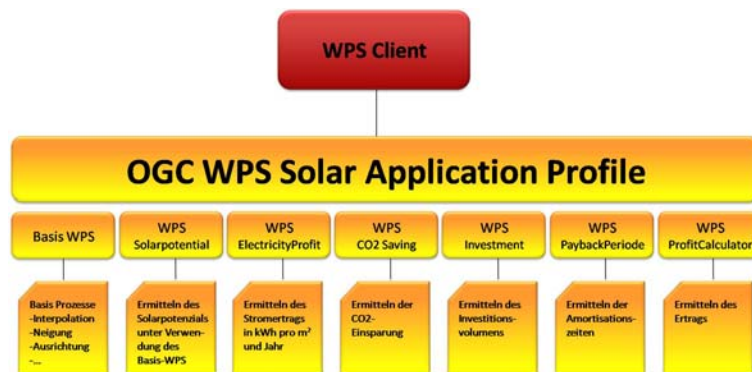 WPS Client
OGC WPS Solar Application Profile
Basis WPS
WPS
Solarpotential
WPS
ElectricityProfit
WPS
CO2 Saving
WPS
Investment
WPS
PaybackPeriode
WPS
ProfitCalculator
Basis Prozesse
-Interpolation
-Neigung
-Ausrichtung
-...
Ermitteln des
Solarpotenzials
unter Verwen-
dung des
Basis-WPS
Ermitteln des
Stromertrags
in kWh pro m²
und Jahr
Ermitteln der
CO2-
Einsparung
Ermitteln des
Investitions-
volumens
Ermitteln der
Amortisations-
zeiten
Ermitteln des
Ertrags